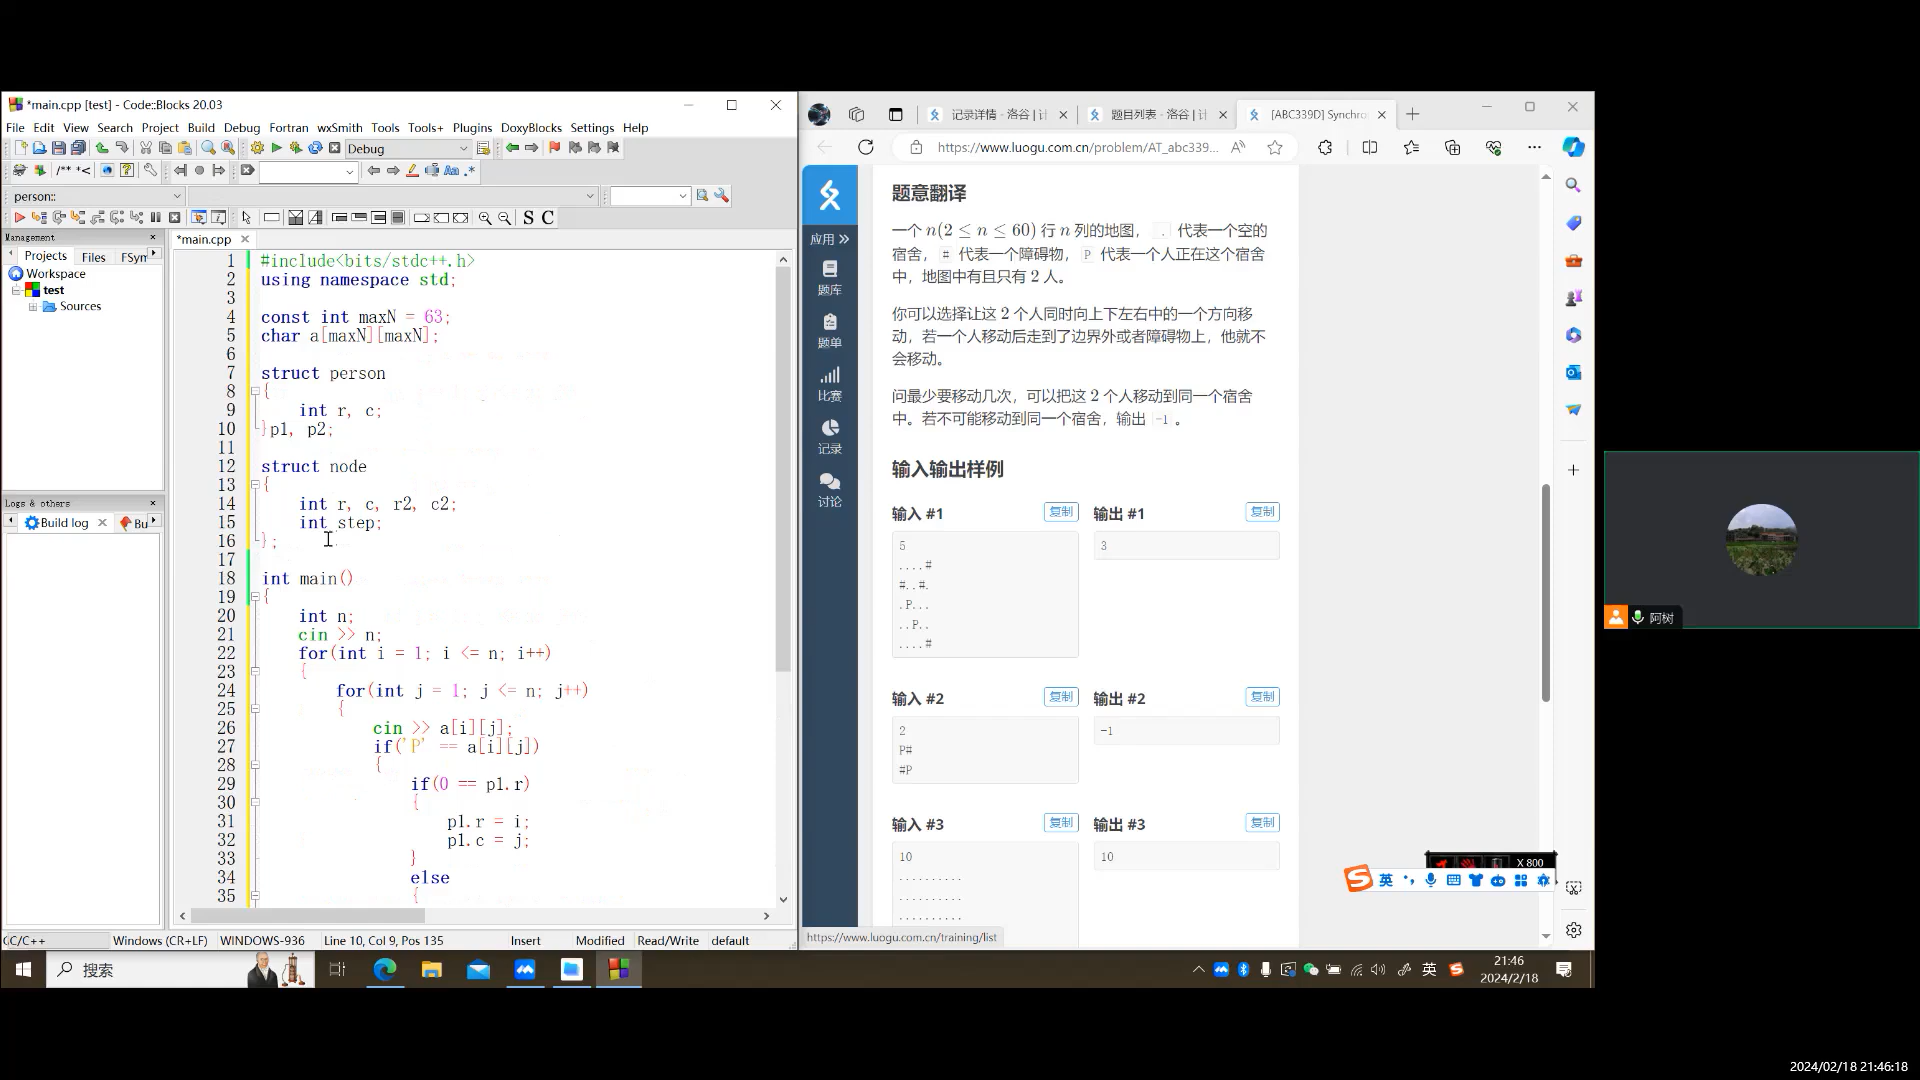 *main.cpp [test] - Code::Blocks 20.03
File Edit View Search Project Build Debug Fortran wxSmith Tools Tools+ Plugins DoxyBlocks Settings Help
Debug
person::
S C
Management
Projects Files FSym
Workspace
test
Sources
Logs & others
Build log Bu
*main.cpp
1 #include<bits/stdc++.h>
2 using namespace std;
3
4 const int maxN = 63;
5 char a[maxN][maxN];
6
7 struct person
8 {
9 int r, c;
10 }p1, p2;
11
12 struct node
13 {
14 int r, c, r2, c2;
15 int step;
16 };
17
18 int main()
19 {
20 int n;
21 cin >> n;
22 for(int i = 1; i <= n; i++)
23 {
24 for(int j = 1; j <= n; j++)
25 {
26 cin >> a[i][j];
27 if('P' == a[i][j])
28 {
29 if(0 == p1.r)
30 {
31 p1.r = i;
32 p1.c = j;
33 }
34 else
35 {
C/C++ Windows (CR+LF) WINDOWS-936 Line 10, Col 9, Pos 135 Insert Modified Read/Write default
记录详情 - 洛谷 | 计
题目列表 - 洛谷 | 计
[ABC339D] Synchro
https://www.luogu.com.cn/problem/AT_abc339...
应用
题库
题单
比赛
记录
讨论
题意翻译
一个 n(2 ≤ n ≤ 60) 行 n 列的地图， . 代表一个空的
宿舍， # 代表一个障碍物， P 代表一个人正在这个宿舍
中，地图中有且只有 2 人。
你可以选择让这 2 个人同时向上下左右中的一个方向移
动，若一个人移动后走到了边界外或者障碍物上，他就不
会移动。
问最少要移动几次，可以把这 2 个人移动到同一个宿舍
中。若不可能移动到同一个宿舍，输出 -1 。
输入输出样例
输入 #1 复制 输出 #1 复制
5
....#
#..#.
.P...
..P..
....#
3
输入 #2 复制 输出 #2 复制
2
P#
#P
-1
输入 #3 复制 输出 #3 复制
10
..........
..........
..........
10
https://www.luogu.com.cn/training/list
X 800
英
阿树
搜索
英
21:46
2024/2/18
2024/02/18 21:46:18